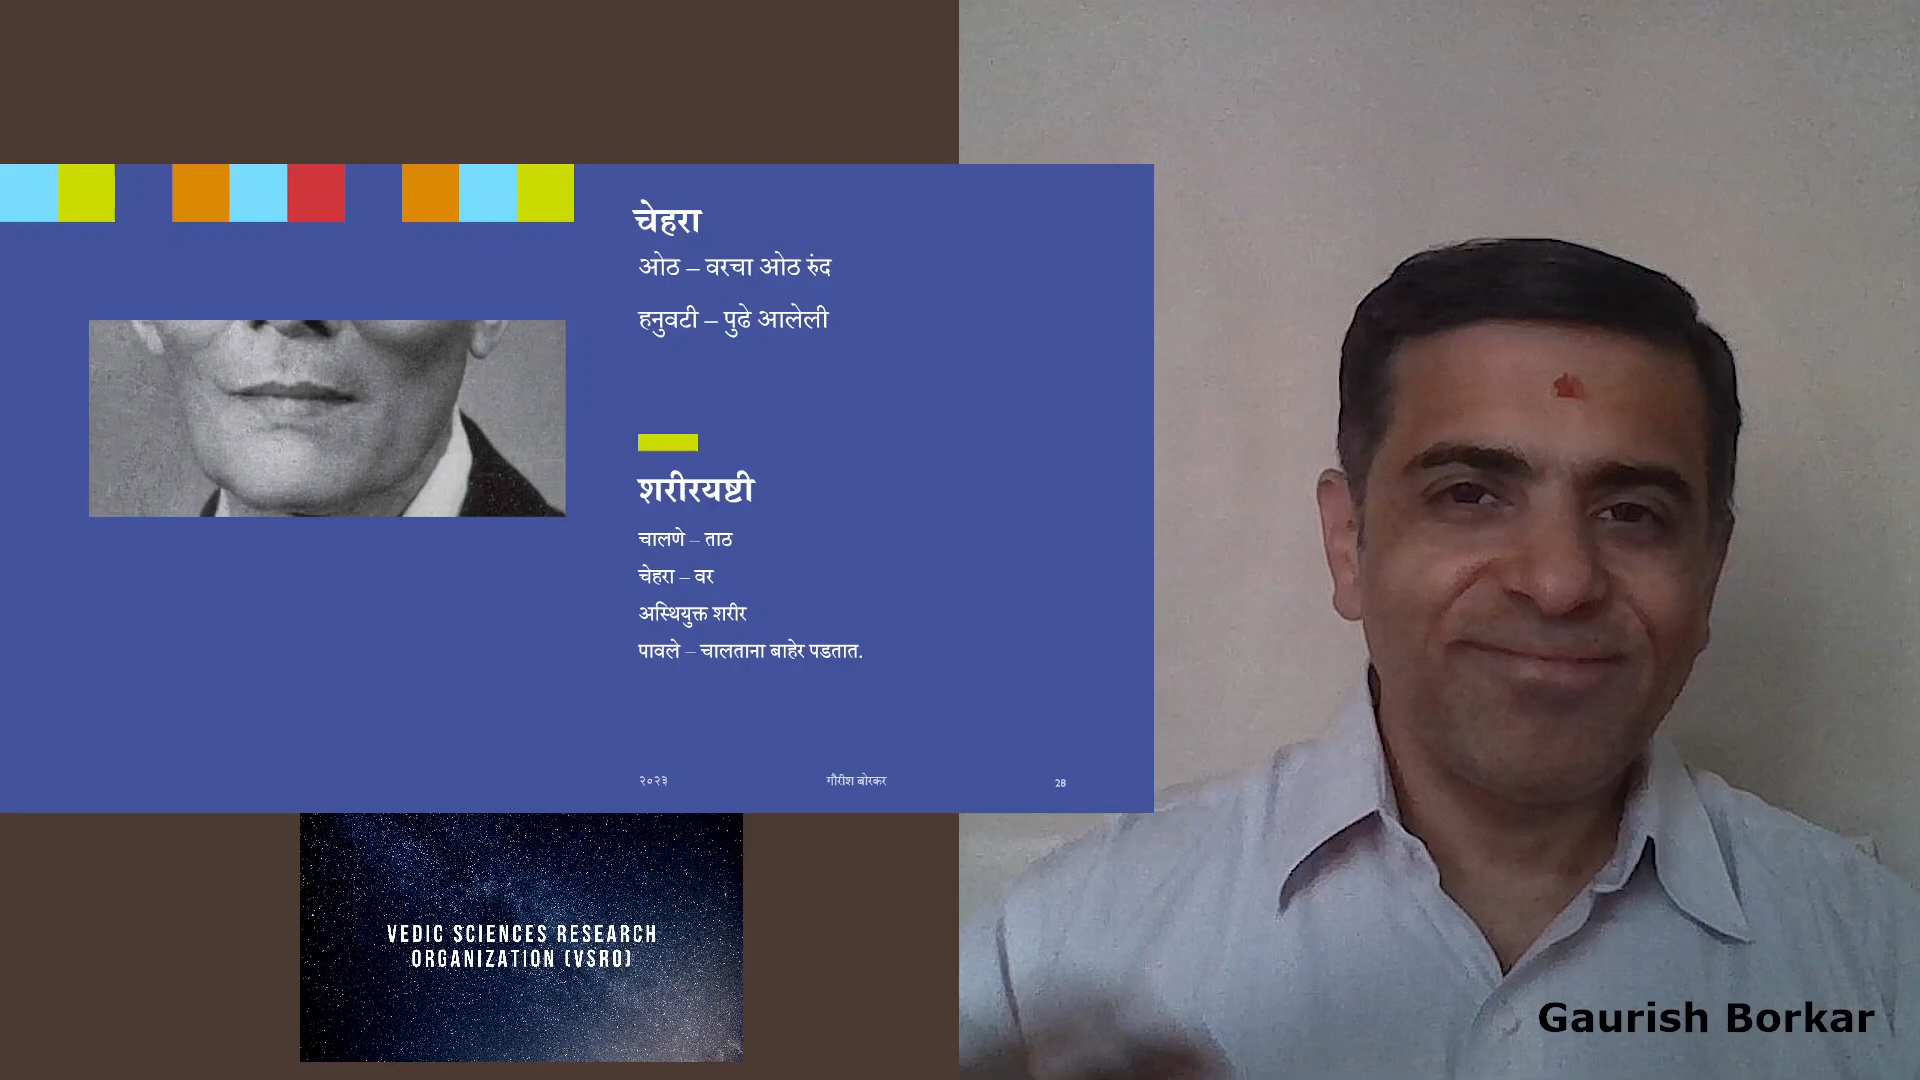 चेहरा
ओठ – वरचा ओठ रुंद
हनुवटी – पुढे आलेली
शरीरयष्टी
चालणे – ताठ
चेहरा – वर
अस्थियुक्त शरीर
पावले – चालताना बाहेर पडतात.
२०२३
गौरीश बोरकर
28
VEDIC SCIENCES RESEARCH
ORGANIZATION (VSRO)
Gaurish Borkar